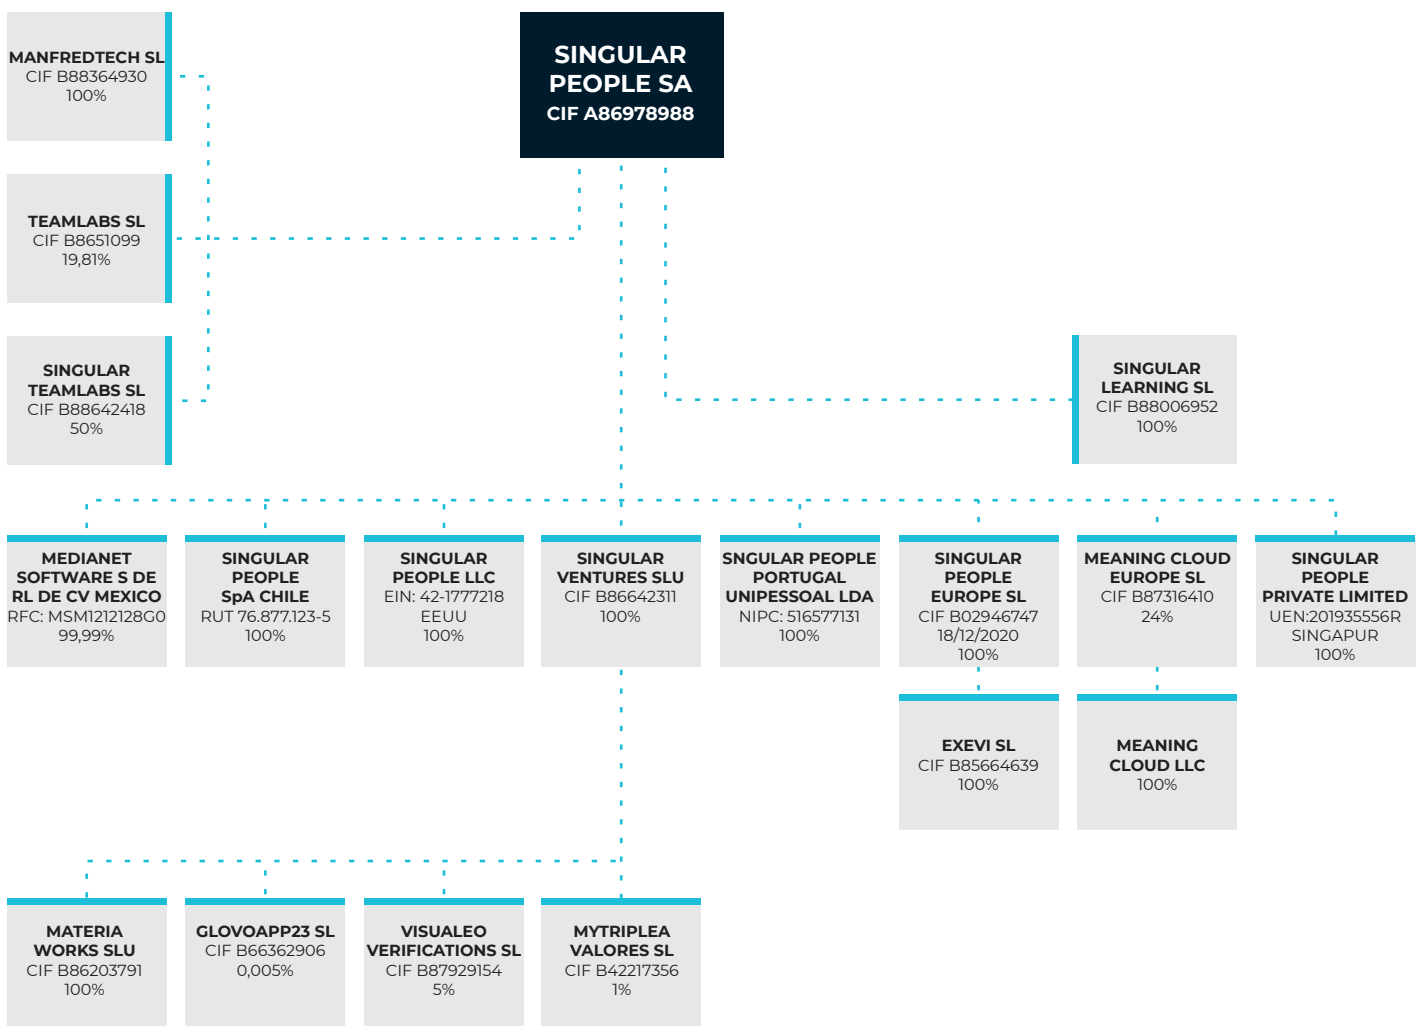 SINGULAR
PEOPLE SA
CIF A86978988
MANFREDTECH SL
CIF B88364930
100%
TEAMLABS SL
CIF B8651099
19,81%
SINGULAR
TEAMLABS SL
CIF B88642418
50%
SINGULAR
LEARNING SL
CIF B88006952
100%
MEDIANET
SOFTWARE S DE
RL DE CV MEXICO
RFC: MSM1212128G0
99,99%
SINGULAR
PEOPLE
SpA CHILE
RUT 76.877.123-5
100%
SINGULAR
PEOPLE LLC
EIN: 42-1777218
EEUU
100%
SINGULAR
VENTURES SLU
CIF B86642311
100%
SNGULAR PEOPLE
PORTUGAL
UNIPESSOAL LDA
NIPC: 516577131
100%
SINGULAR
PEOPLE
EUROPE SL
CIF B02946747
18/12/2020
100%
MEANING CLOUD
EUROPE SL
CIF B87316410
24%
SINGULAR
PEOPLE
PRIVATE LIMITED
UEN:201935556R
SINGAPUR
100%
EXEVI SL
CIF B85664639
100%
MEANING
CLOUD LLC
100%
MATERIA
WORKS SLU
CIF B86203791
100%
GLOVOAPP23 SL
CIF B66362906
0,005%
VISUALEO
VERIFICATIONS SL
CIF B87929154
5%
MYTRIPLEA
VALORES SL
CIF B42217356
1%